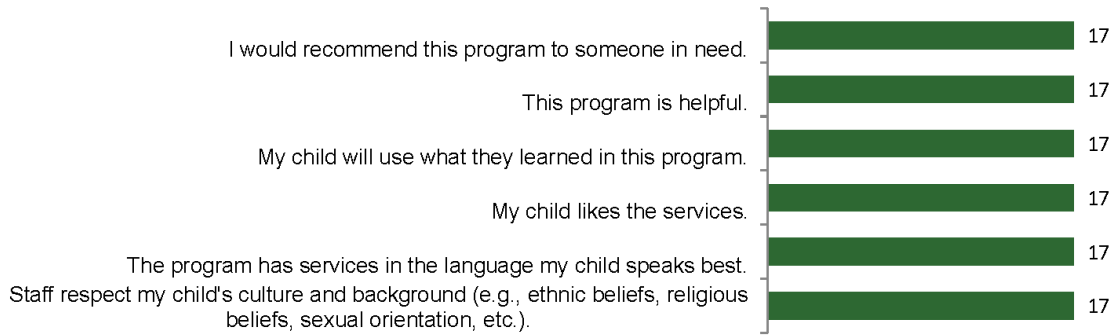 I would recommend this program to someone in need.
17
This program is helpful.
17
My child will use what they learned in this program.
17
My child likes the services.
17
The program has services in the language my child speaks best.
17
Staff respect my child's culture and background (e.g., ethnic beliefs, religious
beliefs, sexual orientation, etc.).
17